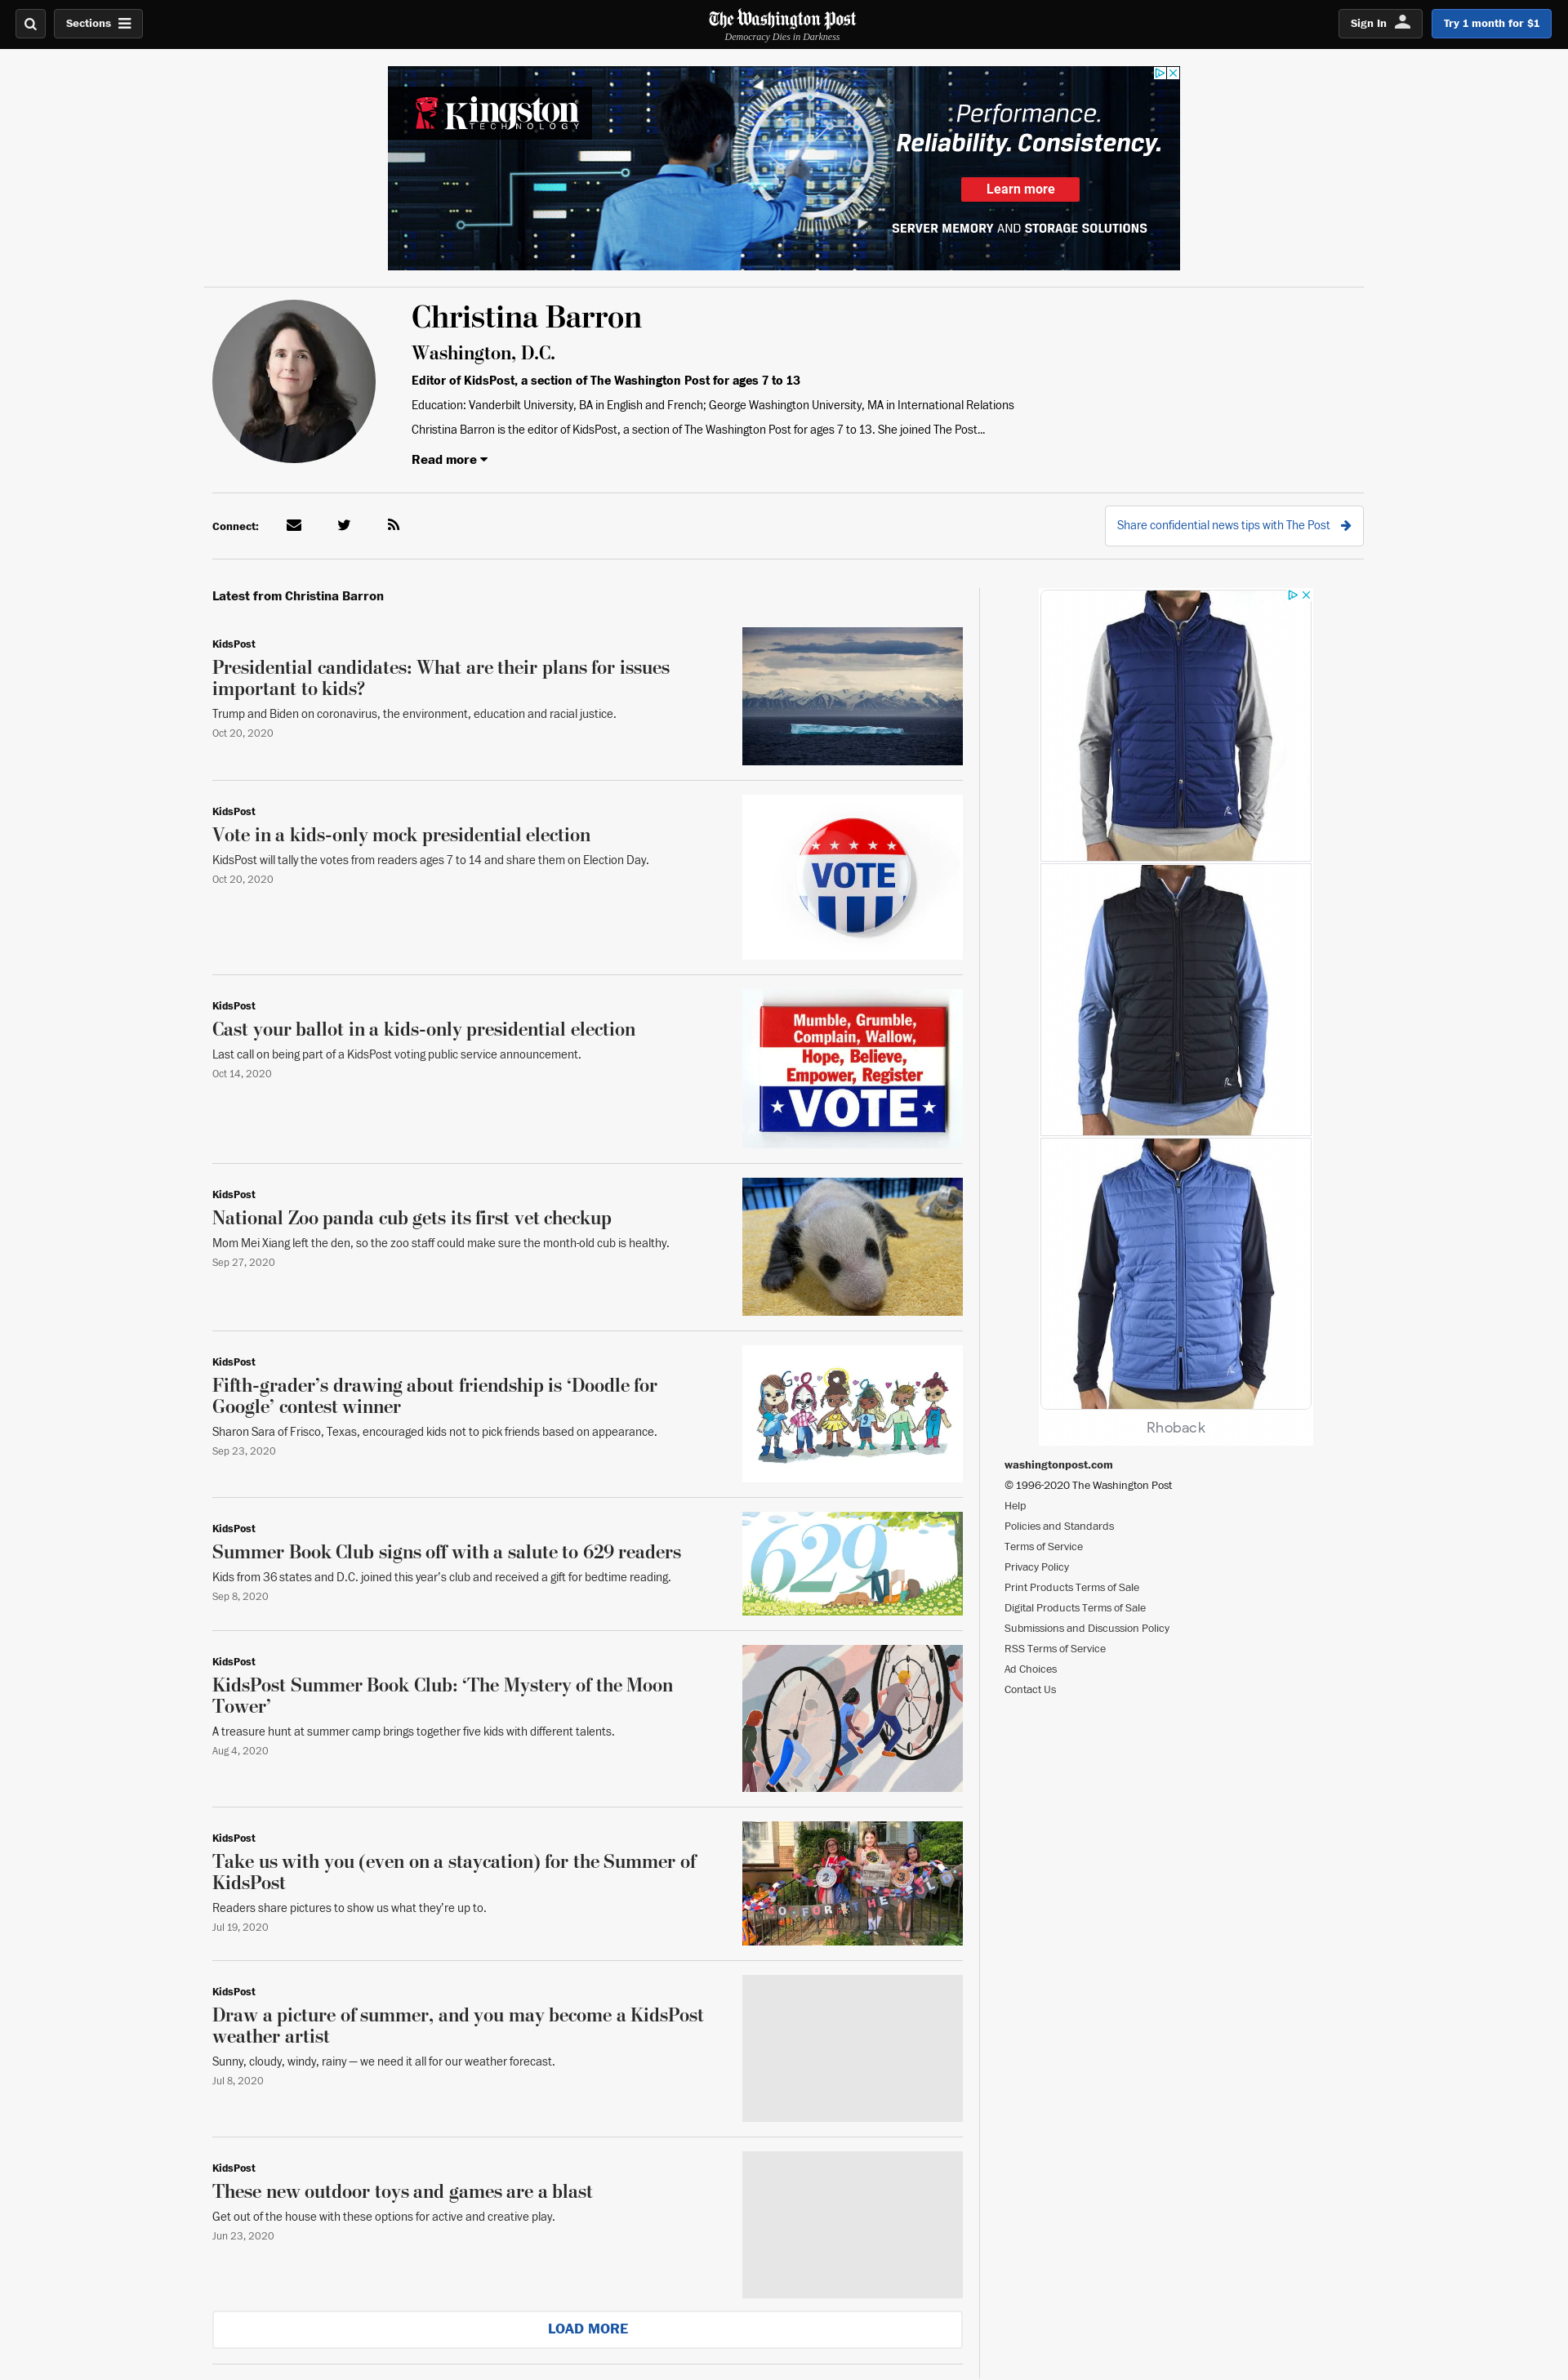 Sections
The Washington Post
Democracy Dies in Darkness
Sign In
Try 1 month for $1
Kingston
TECHNOLOGY
Performance.
Reliability. Consistency.
Learn more
SERVER MEMORY AND STORAGE SOLUTIONS
Christina Barron
Washington, D.C.
Editor of KidsPost, a section of The Washington Post for ages 7 to 13
Education: Vanderbilt University, BA in English and French; George Washington University, MA in International Relations
Christina Barron is the editor of KidsPost, a section of The Washington Post for ages 7 to 13. She joined The Post...
Read more
Connect:
Share confidential news tips with The Post
Latest from Christina Barron
KidsPost
Presidential candidates: What are their plans for issues
important to kids?
Trump and Biden on coronavirus, the environment, education and racial justice.
Oct 20, 2020
KidsPost
Vote in a kids-only mock presidential election
KidsPost will tally the votes from readers ages 7 to 14 and share them on Election Day.
Oct 20, 2020
VOTE
KidsPost
Cast your ballot in a kids-only presidential election
Last call on being part of a KidsPost voting public service announcement.
Oct 14, 2020
Mumble, Grumble,
Complain, Wallow,
Hope, Believe,
Empower, Register
VOTE
KidsPost
National Zoo panda cub gets its first vet checkup
Mom Mei Xiang left the den, so the zoo staff could make sure the month-old cub is healthy.
Sep 27, 2020
KidsPost
Fifth-grader’s drawing about friendship is ‘Doodle for
Google’ contest winner
Sharon Sara of Frisco, Texas, encouraged kids not to pick friends based on appearance.
Sep 23, 2020
KidsPost
Summer Book Club signs off with a salute to 629 readers
Kids from 36 states and D.C. joined this year’s club and received a gift for bedtime reading.
Sep 8, 2020
629
KidsPost
KidsPost Summer Book Club: ‘The Mystery of the Moon
Tower’
A treasure hunt at summer camp brings together five kids with different talents.
Aug 4, 2020
KidsPost
Take us with you (even on a staycation) for the Summer of
KidsPost
Readers share pictures to show us what they’re up to.
Jul 19, 2020
KidsPost
Draw a picture of summer, and you may become a KidsPost
weather artist
Sunny, cloudy, windy, rainy — we need it all for our weather forecast.
Jul 8, 2020
KidsPost
These new outdoor toys and games are a blast
Get out of the house with these options for active and creative play.
Jun 23, 2020
LOAD MORE
Rhoback
washingtonpost.com
© 1996-2020 The Washington Post
Help
Policies and Standards
Terms of Service
Privacy Policy
Print Products Terms of Sale
Digital Products Terms of Sale
Submissions and Discussion Policy
RSS Terms of Service
Ad Choices
Contact Us